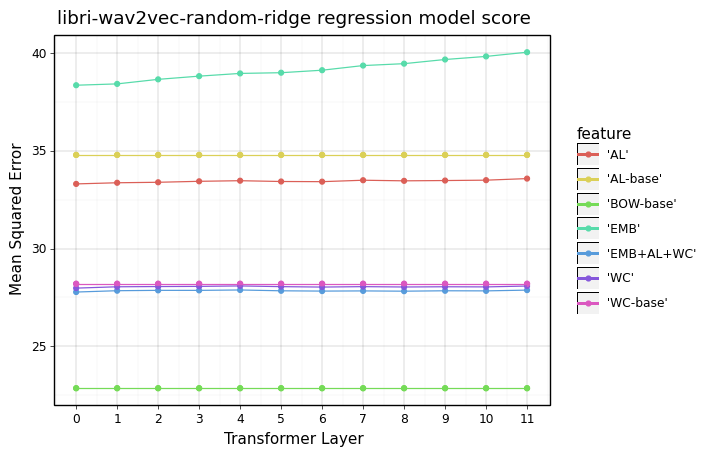 libri-wav2vec-random-ridge regression model score
40
35
30
25
0 1 2 3 4 5 6 7 8 9 10 11
Transformer Layer
Mean Squared Error
feature
'AL'
'AL-base'
'BOW-base'
'EMB'
'EMB+AL+WC'
'WC'
'WC-base'